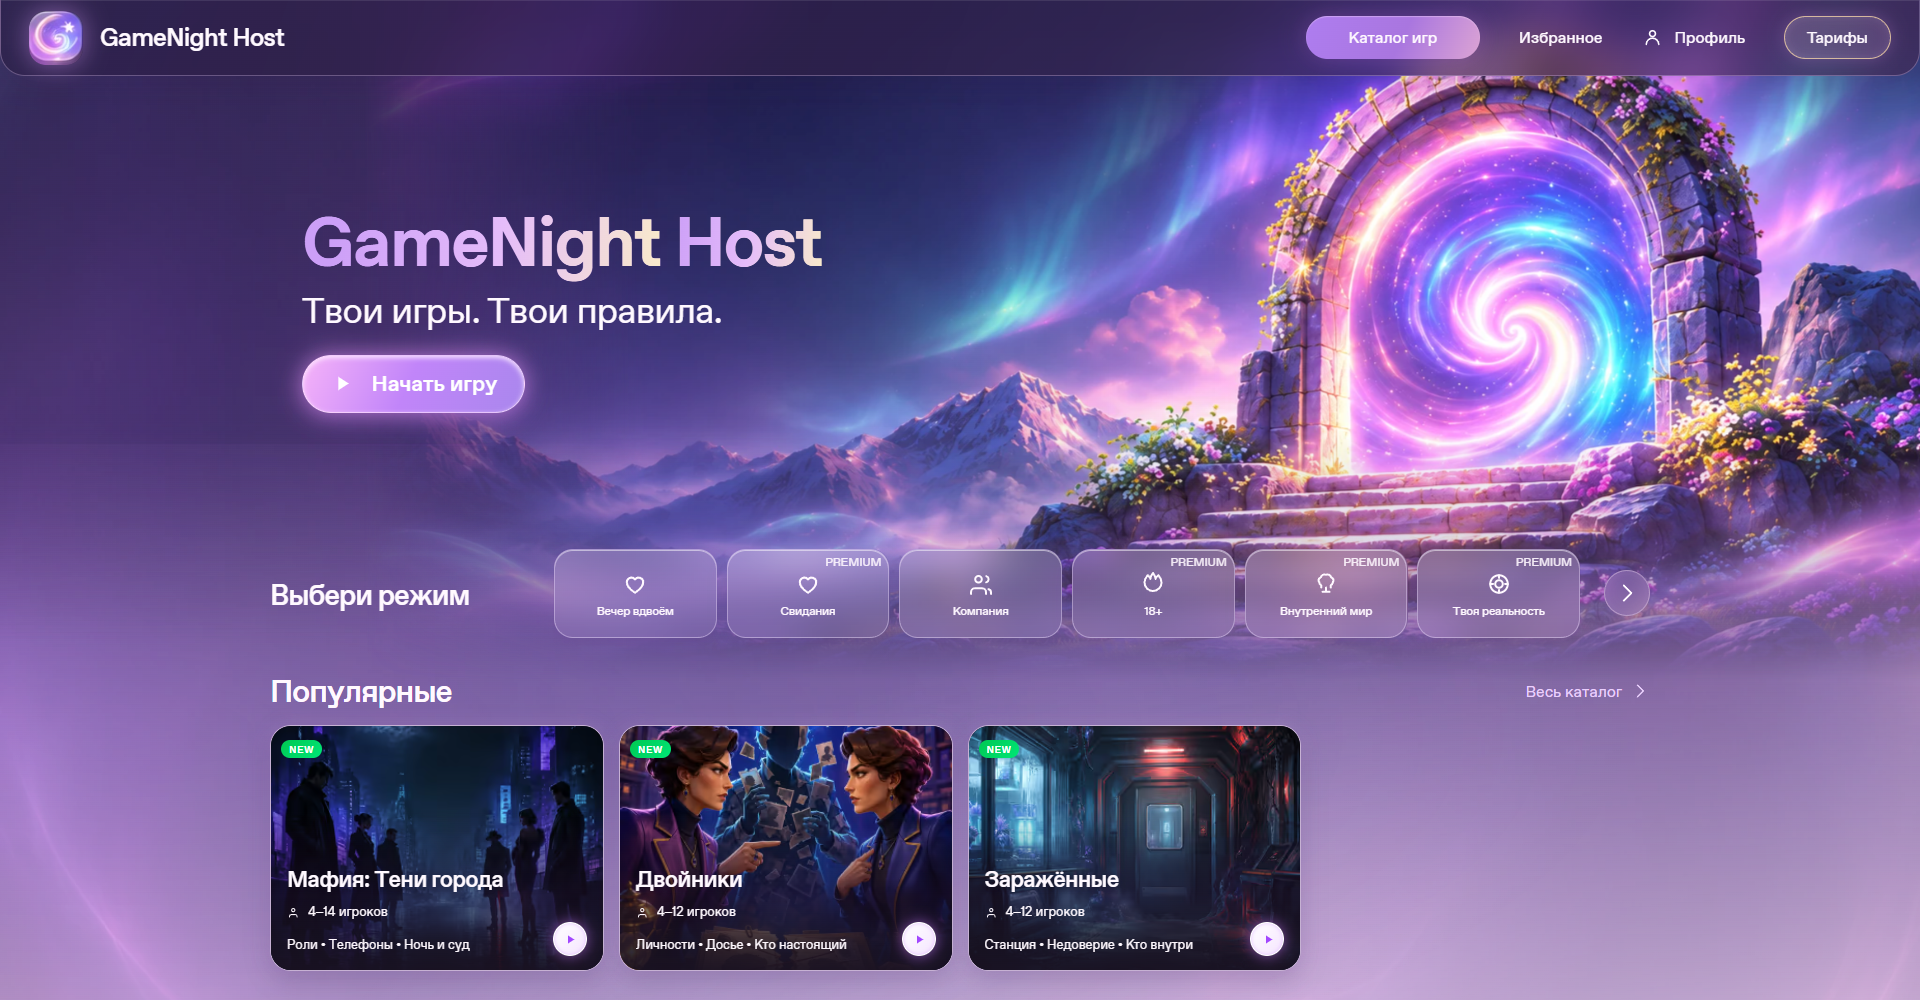 GameNight Host
Каталог игр
Избранное
Профиль
Тарифы
GameNight Host
Твои игры. Твои правила.
Начать игру
Выбери режим
Вечер вдвоём
PREMIUM
Свидания
Компания
PREMIUM
18+
PREMIUM
Внутренний мир
PREMIUM
Твоя реальность
Популярные
Весь каталог
NEW
Мафия: Тени города
4–14 игроков
Роли • Телефоны • Ночь и суд
NEW
Двойники
4–12 игроков
Личности • Досье • Кто настоящий
NEW
Заражённые
4–12 игроков
Станция • Недоверие • Кто внутри